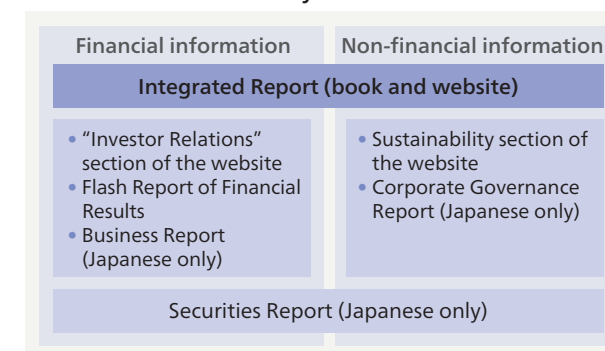 Financial information
Non-financial information
Integrated Report (book and website)
• “Investor Relations”
section of the website
• Flash Report of Financial
Results
• Business Report
(Japanese only)
• Sustainability section of
the website
• Corporate Governance
Report (Japanese only)
Securities Report (Japanese only)